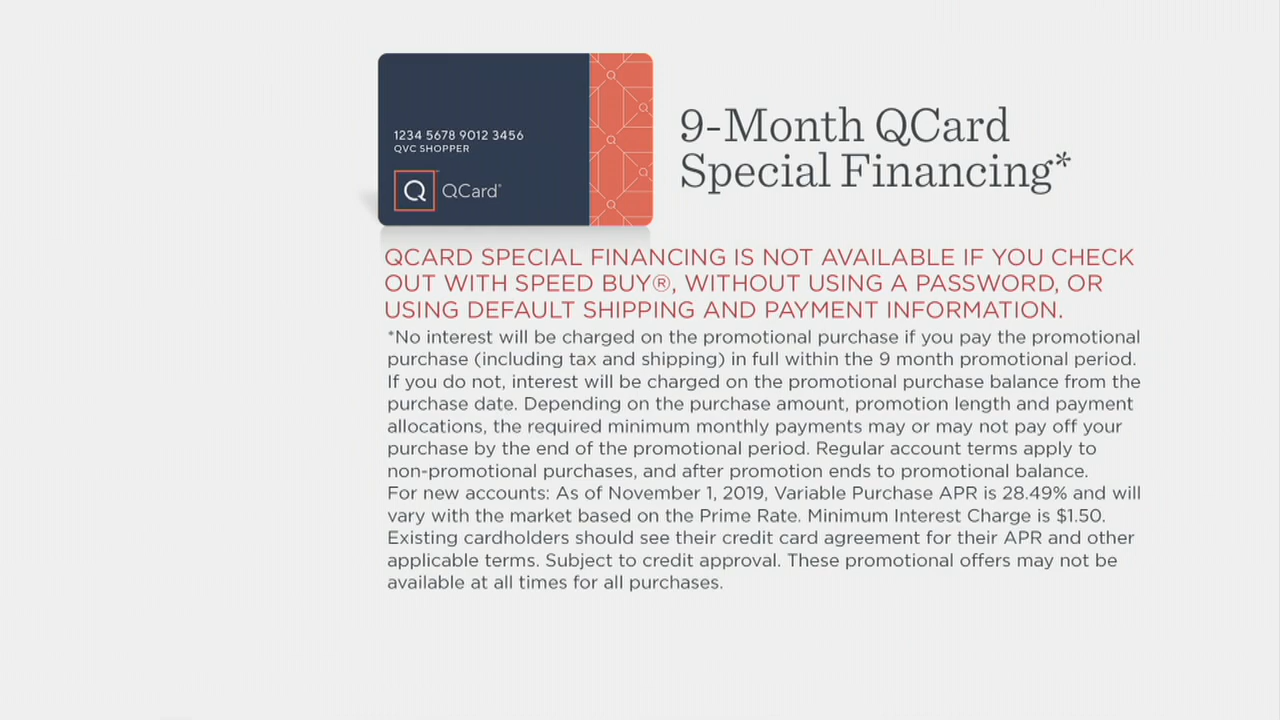 1234 5678 9012 3456
QVC SHOPPER
Q QCard®
9-Month QCard
Special Financing*
QCARD SPECIAL FINANCING IS NOT AVAILABLE IF YOU CHECK
OUT WITH SPEED BUY®, WITHOUT USING A PASSWORD, OR
USING DEFAULT SHIPPING AND PAYMENT INFORMATION.
*No interest will be charged on the promotional purchase if you pay the promotional
purchase (including tax and shipping) in full within the 9 month promotional period.
If you do not, interest will be charged on the promotional purchase balance from the
purchase date. Depending on the purchase amount, promotion length and payment
allocations, the required minimum monthly payments may or may not pay off your
purchase by the end of the promotional period. Regular account terms apply to
non-promotional purchases, and after promotion ends to promotional balance.
For new accounts: As of November 1, 2019, Variable Purchase APR is 28.49% and will
vary with the market based on the Prime Rate. Minimum Interest Charge is $1.50.
Existing cardholders should see their credit card agreement for their APR and other
applicable terms. Subject to credit approval. These promotional offers may not be
available at all times for all purchases.